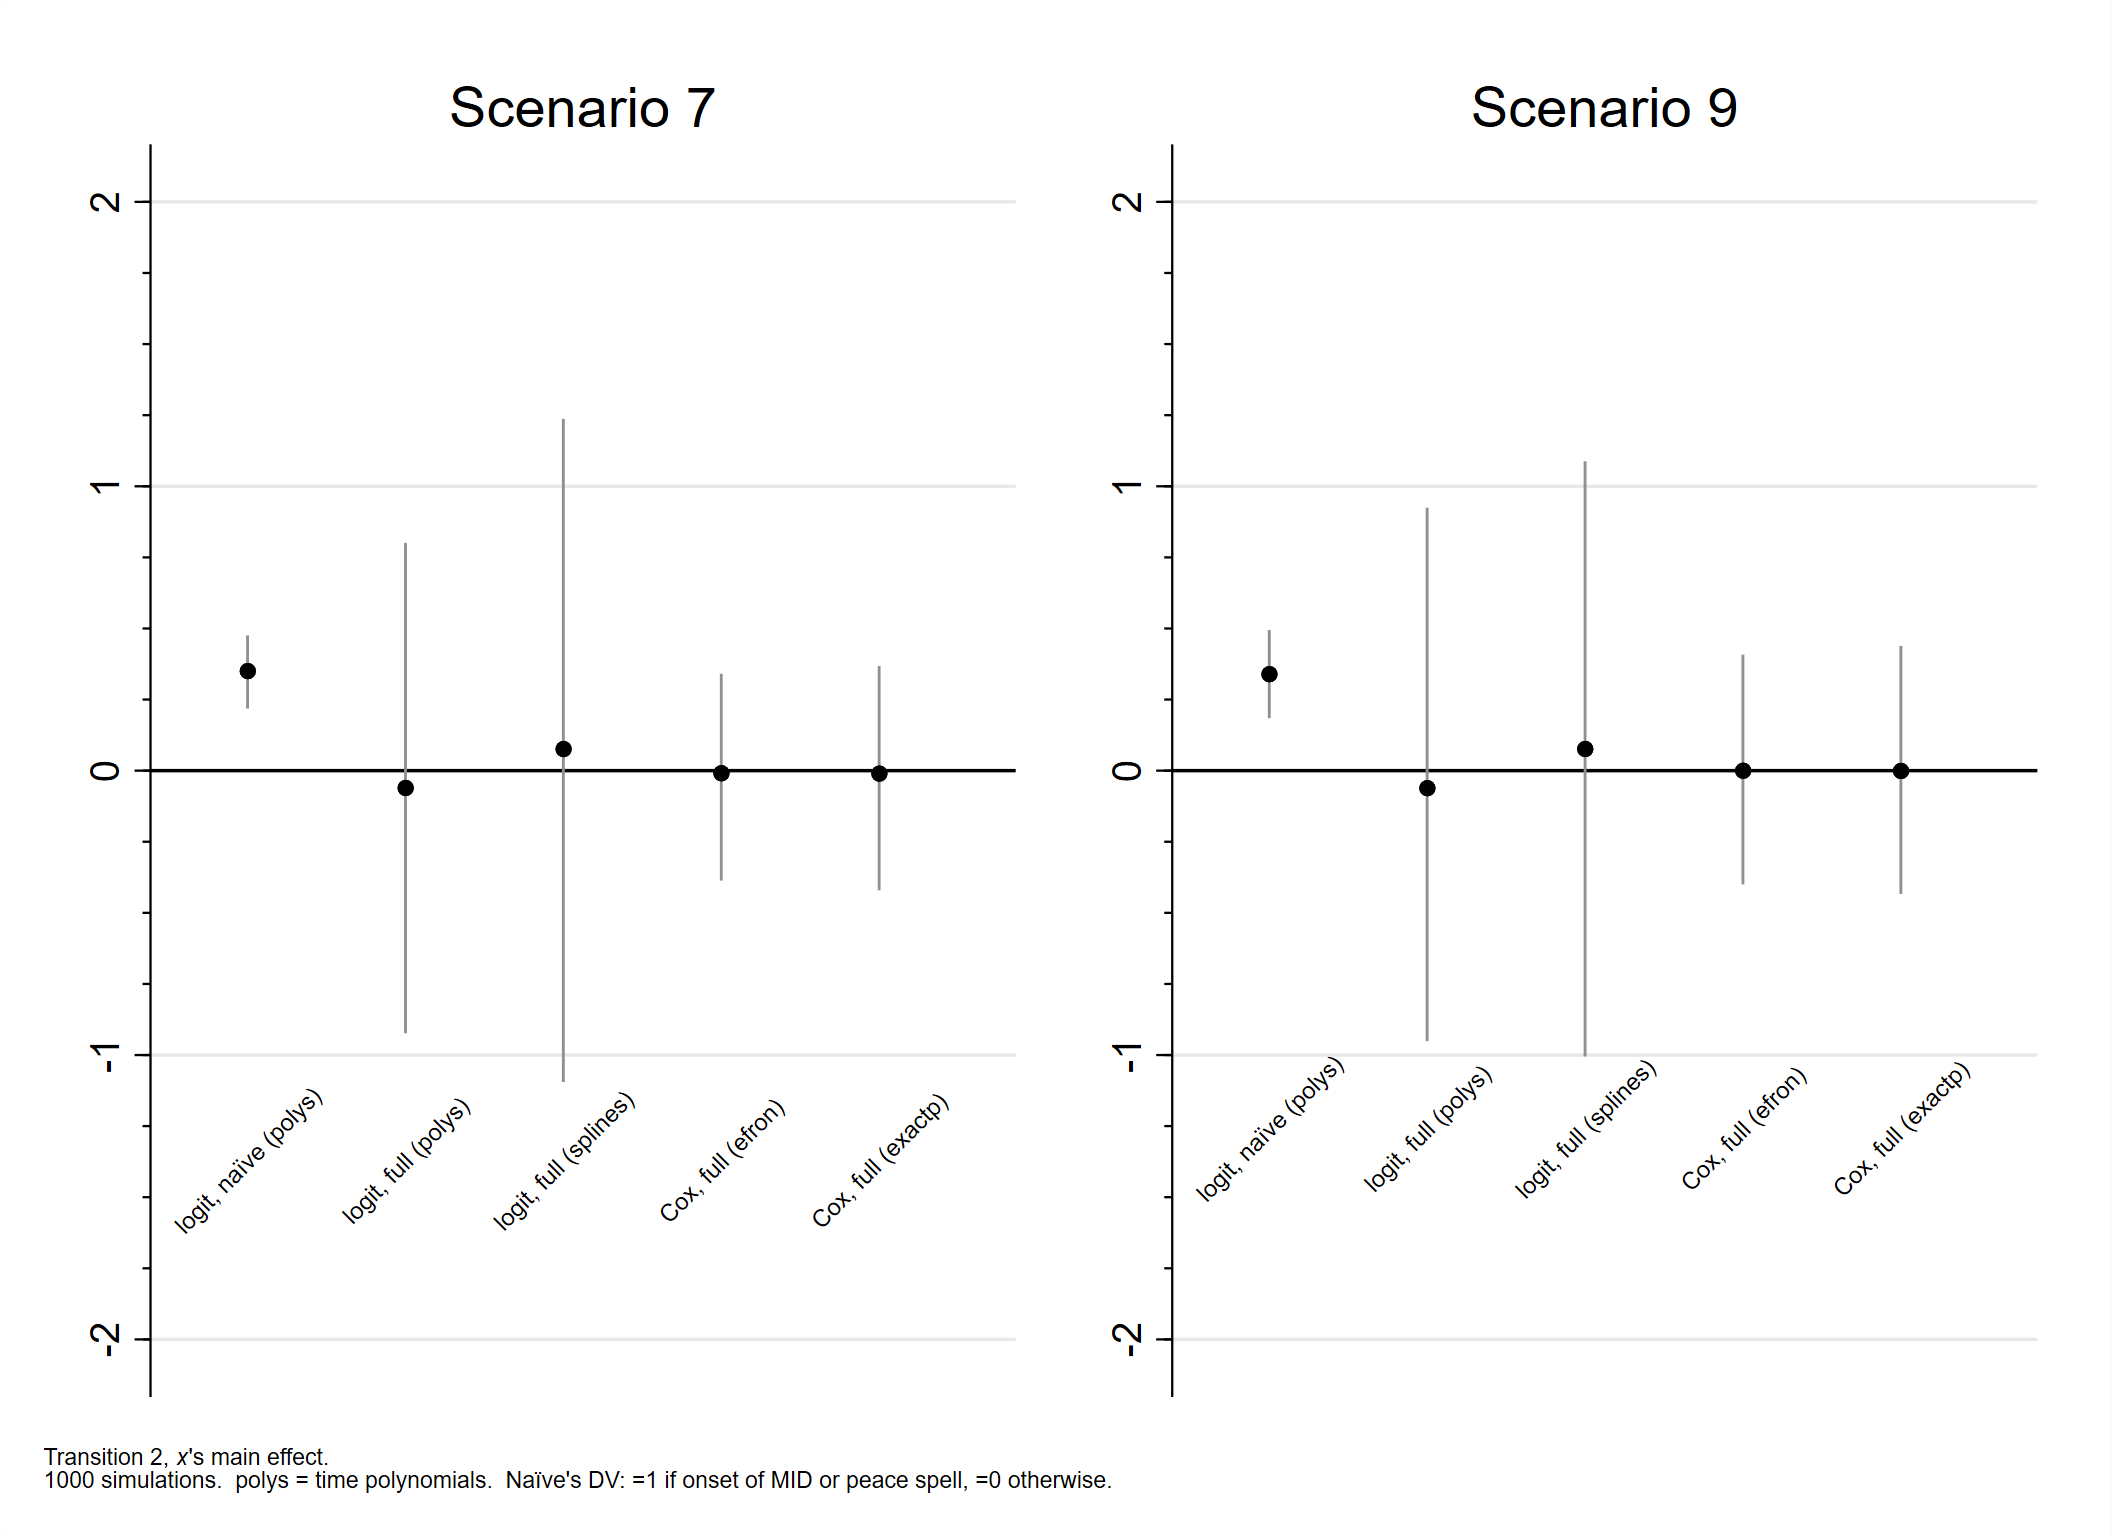 Scenario 7
2
1
0
-1
-2
logit, naïve (polys)
logit, full (polys)
logit, full (splines)
Cox, full (efron)
Cox, full (exactp)
Scenario 9
2
1
0
-1
-2
logit, naïve (polys)
logit, full (polys)
logit, full (splines)
Cox, full (efron)
Cox, full (exactp)
Transition 2, x's main effect.
1000 simulations.  polys = time polynomials.  Naïve's DV: =1 if onset of MID or peace spell, =0 otherwise.